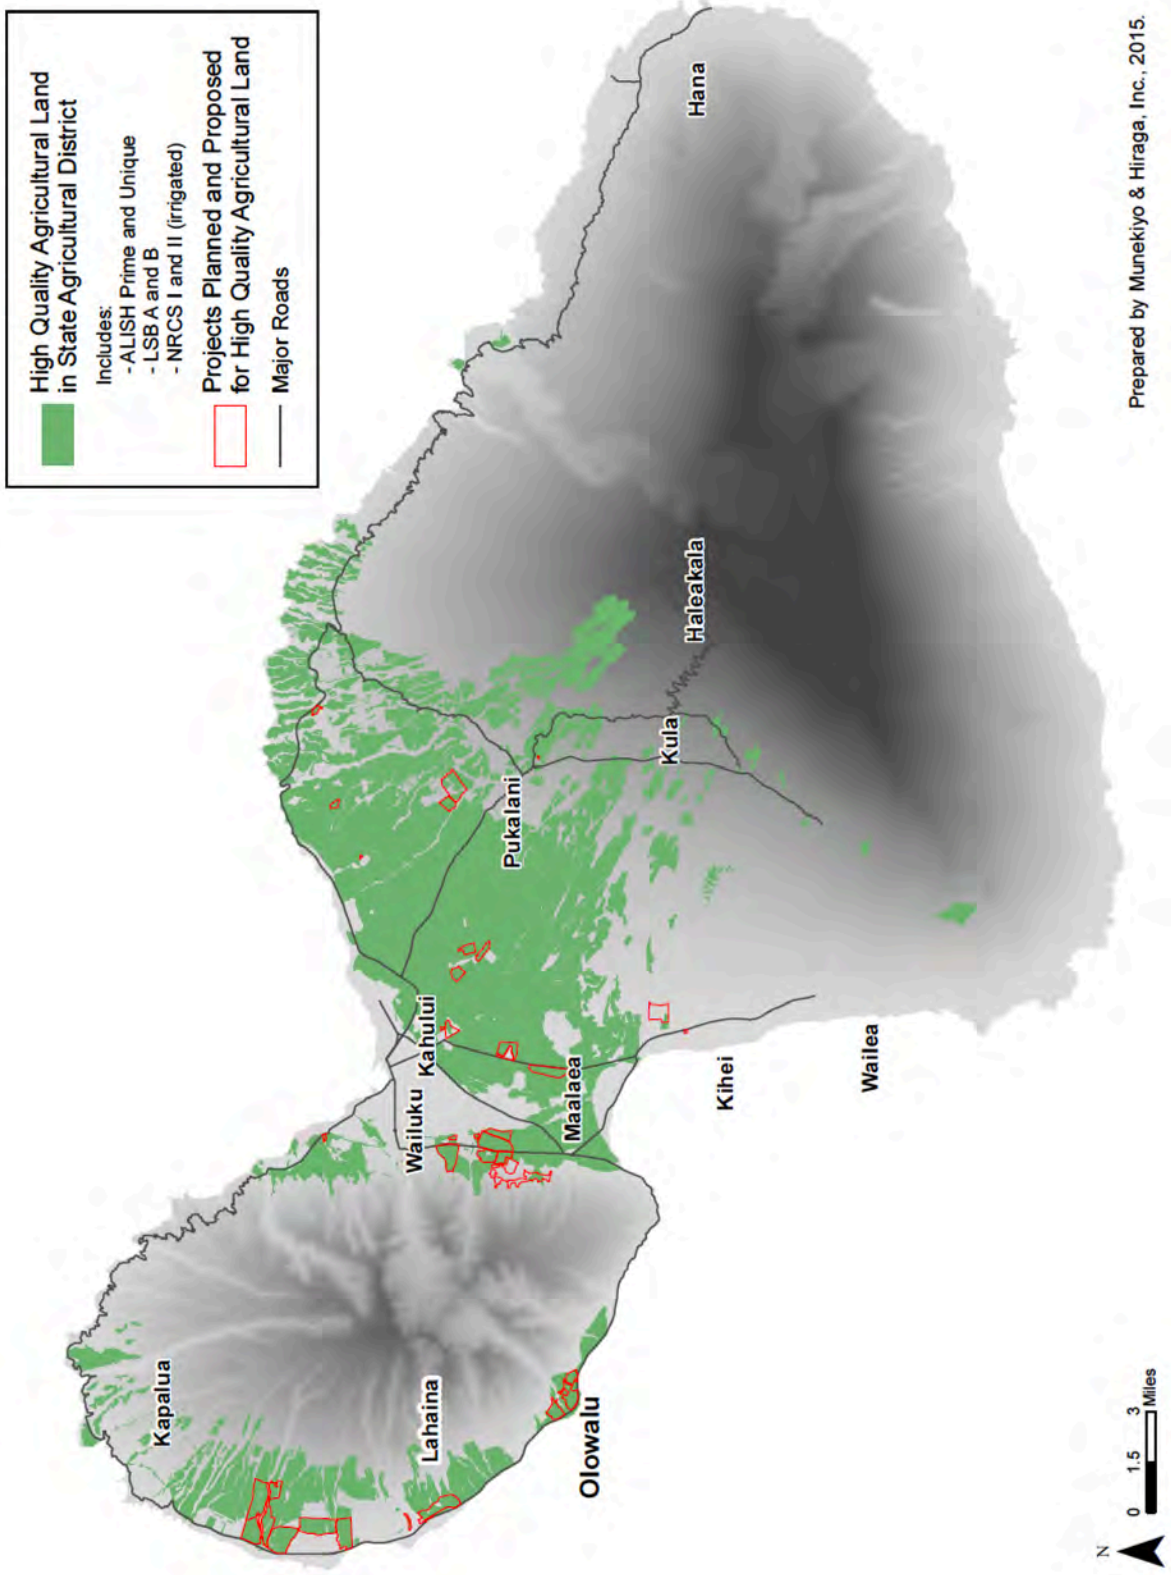 High Quality Agricultural Land
in State Agricultural District
Includes:
- ALISH Prime and Unique
- LSB A and B
- NRCS I and II (irrigated)
Projects Planned and Proposed
for High Quality Agricultural Land
Major Roads
Kapalua
Lahaina
Olowalu
Wailuku
Kahului
Maalaea
Pukalani
Kihei
Wailea
Kula
Haleakala
Hana
N
0 1.5 3
Miles
Prepared by Munekiyo & Hiraga, Inc., 2015.